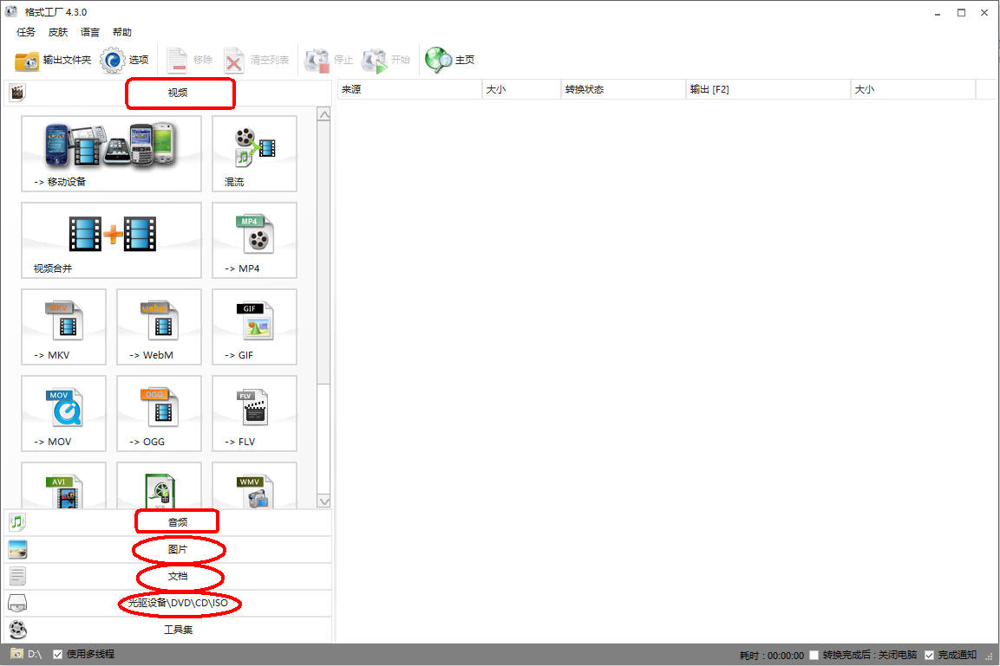 格式工厂 4.3.0
任务 皮肤 语言 帮助
输出文件夹 选项 移除 清空列表 停止 开始 主页
视频
来源 大小 转换状态 输出 [F2] 大小
-> 移动设备 混流
MP4
视频合并 -> MP4
MKV webm GIF
-> MKV -> WebM -> GIF
MOV OGG FLV
-> MOV -> OGG -> FLV
AVI WMV
音频
图片
文档
光驱设备\DVD\CD\ISO
工具集
D:\ 使用多线程 耗时 : 00:00:00 转换完成后 : 关闭电脑 完成通知